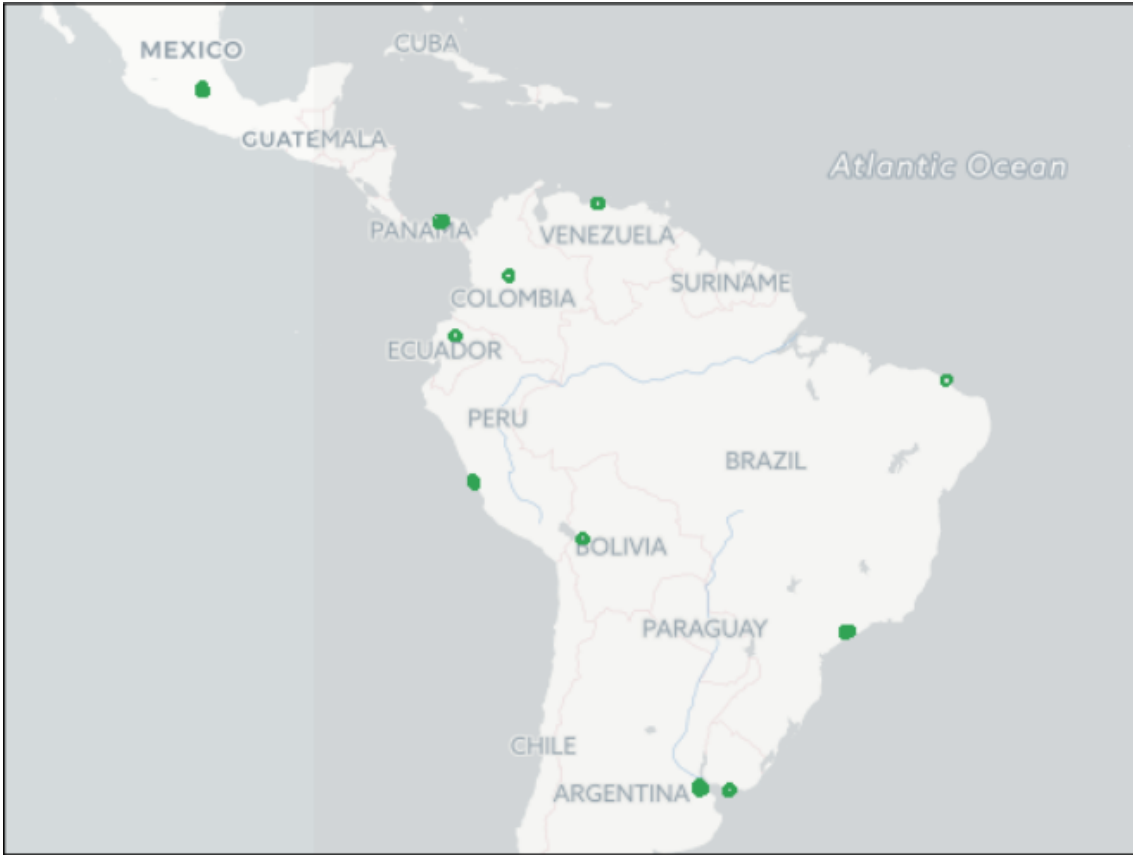 CUBA
MEXICO
GUATEMALA
Atlantic Ocean
PANAMA
VENEZUELA
SURINAME
COLOMBIA
ECUADOR
PERU
BRAZIL
BOLIVIA
PARAGUAY
CHILE
ARGENTINA